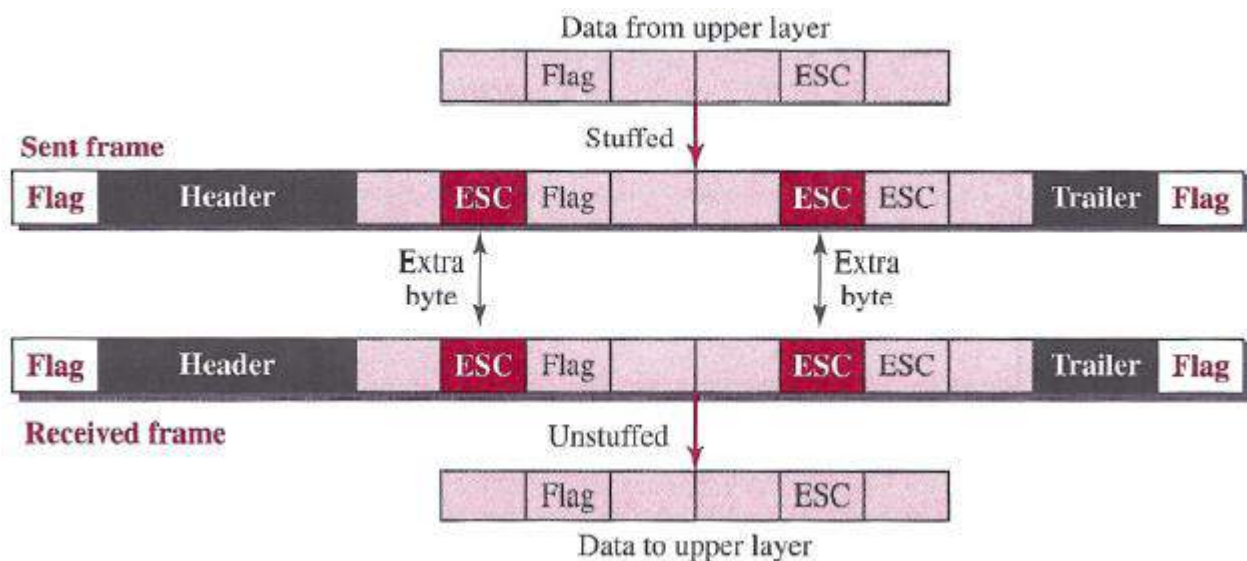 Data from upper layer
Flag ESC
Stuffed
Sent frame
Flag Header ESC Flag ESC ESC Trailer Flag
Extra byte Extra byte
Flag Header ESC Flag ESC ESC Trailer Flag
Received frame
Unstuffed
Flag ESC
Data to upper layer